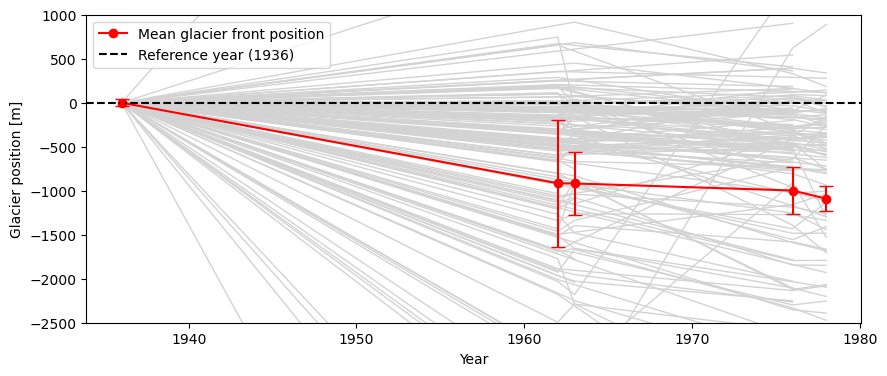 1000
500
0
−500
−1000
−1500
−2000
−2500
Glacier position [m]
Mean glacier front position
Reference year (1936)
1940 1950 1960 1970 1980
Year